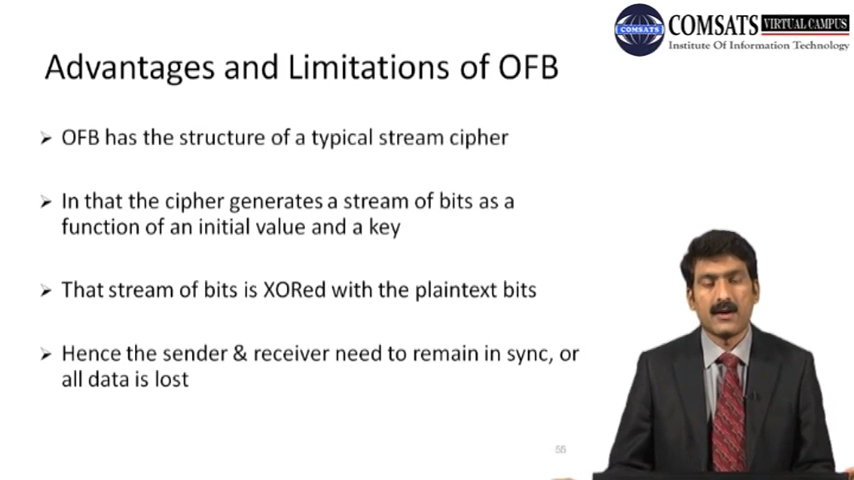 COMSATS VIRTUAL CAMPUS
COMSATS
Institute Of Information Technology
Advantages and Limitations of OFB
➢ OFB has the structure of a typical stream cipher
➢ In that the cipher generates a stream of bits as a
function of an initial value and a key
➢ That stream of bits is XORed with the plaintext bits
➢ Hence the sender & receiver need to remain in sync, or
all data is lost
55